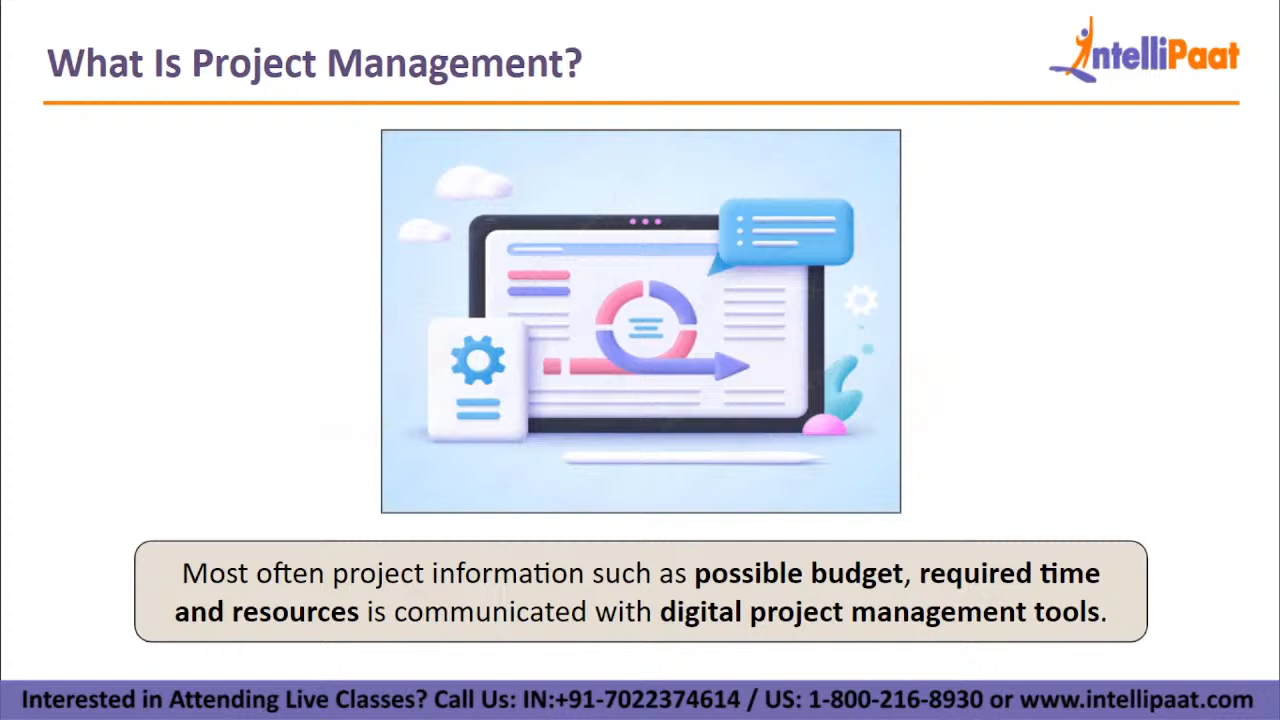 What Is Project Management?
IntelliPaat
Most often project information such as possible budget, required time
and resources is communicated with digital project management tools.
Interested in Attending Live Classes? Call Us: IN:+91-7022374614 / US: 1-800-216-8930 or www.intellipaat.com